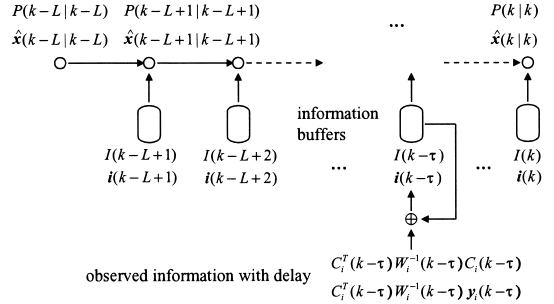 P(k−L|k−L) P(k−L+1|k−L+1) ... P(k|k)
x̂(k−L|k−L) x̂(k−L+1|k−L+1) x̂(k|k)
information
buffers
I(k−L+1) I(k−L+2) ... I(k−τ) ... I(k)
i(k−L+1) i(k−L+2) i(k−τ) i(k)
⊕
C_i^T(k−τ)W_i^{-1}(k−τ)C_i(k−τ)
observed information with delay
C_i^T(k−τ)W_i^{-1}(k−τ)y_i(k−τ)